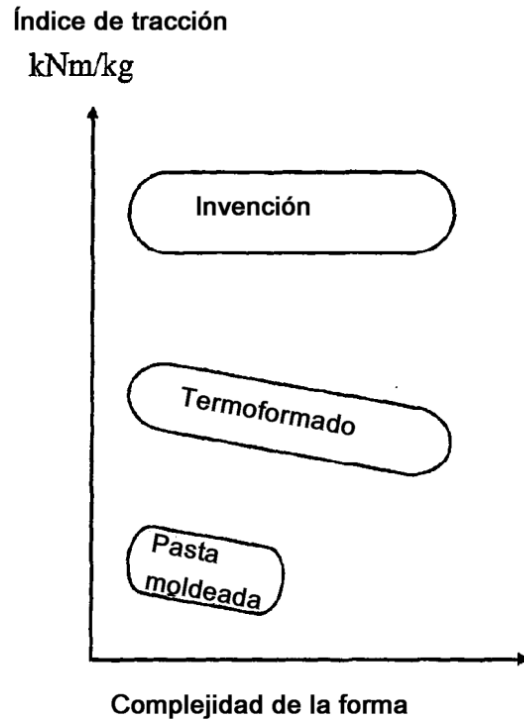 Índice de tracción
kNm/kg
Invención
Termoformado
Pasta
moldeada
Complejidad de la forma